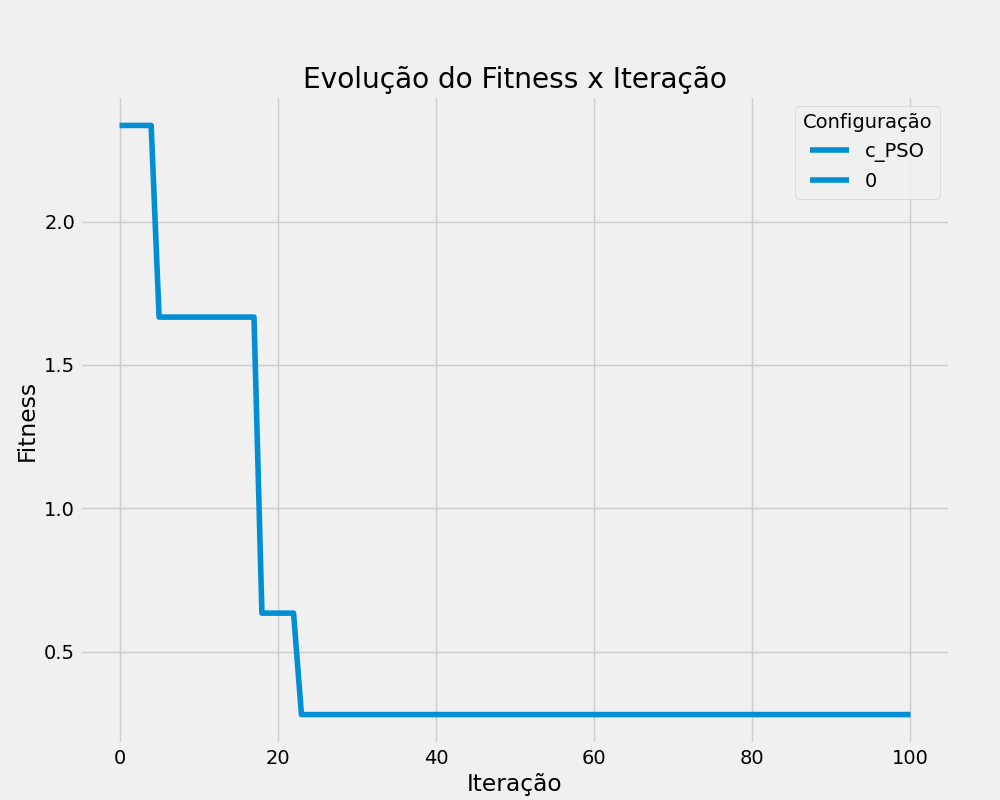 Evolução do Fitness x Iteração
Configuração
c_PSO
0
2.0
1.5
1.0
0.5
Fitness
0 20 40 60 80 100
Iteração